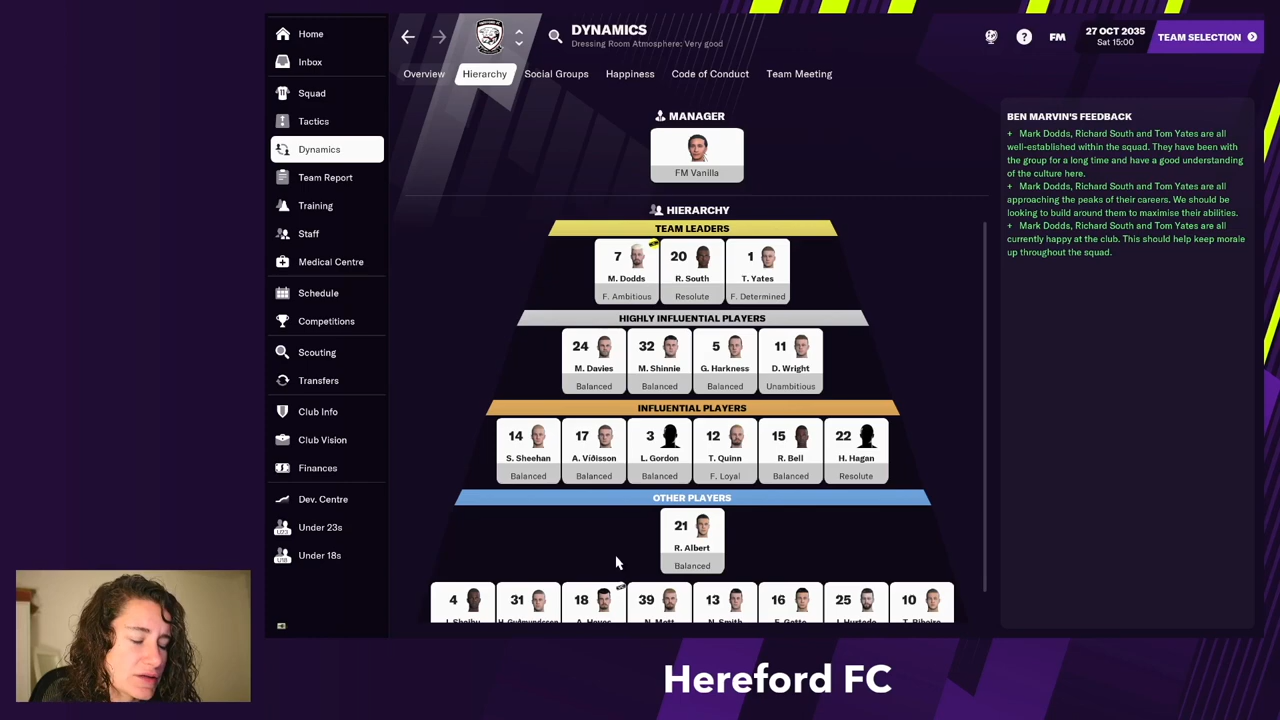 Home
Inbox
Squad
Tactics
Dynamics
Team Report
Training
Staff
Medical Centre
Schedule
Competitions
Scouting
Transfers
Club Info
Club Vision
Finances
Dev. Centre
Under 23s
Under 18s
DYNAMICS
Dressing Room Atmosphere: Very good
FM
27 OCT 2035
Sat 15:00
TEAM SELECTION
Overview Hierarchy Social Groups Happiness Code of Conduct Team Meeting
MANAGER
FM Vanilla
HIERARCHY
TEAM LEADERS
7 20 1
M. Dodds R. South T. Yates
F. Ambitious Resolute F. Determined
HIGHLY INFLUENTIAL PLAYERS
24 32 5 11
M. Davies M. Shinnie G. Harkness D. Wright
Balanced Balanced Balanced Unambitious
INFLUENTIAL PLAYERS
14 17 3 12 15 22
S. Sheehan A. Víðisson L. Gordon T. Quinn R. Bell H. Hagan
Balanced Balanced Balanced F. Loyal Balanced Resolute
OTHER PLAYERS
21
R. Albert
Balanced
4 31 18 39 13 16 25 10
BEN MARVIN'S FEEDBACK
+ Mark Dodds, Richard South and Tom Yates are all
well-established within the squad. They have been with
the group for a long time and have a good understanding
of the culture here.
+ Mark Dodds, Richard South and Tom Yates are all
approaching the peaks of their careers. We should be
looking to build around them to maximise their abilities.
+ Mark Dodds, Richard South and Tom Yates are all
currently happy at the club. This should help keep morale
up throughout the squad.
Hereford FC